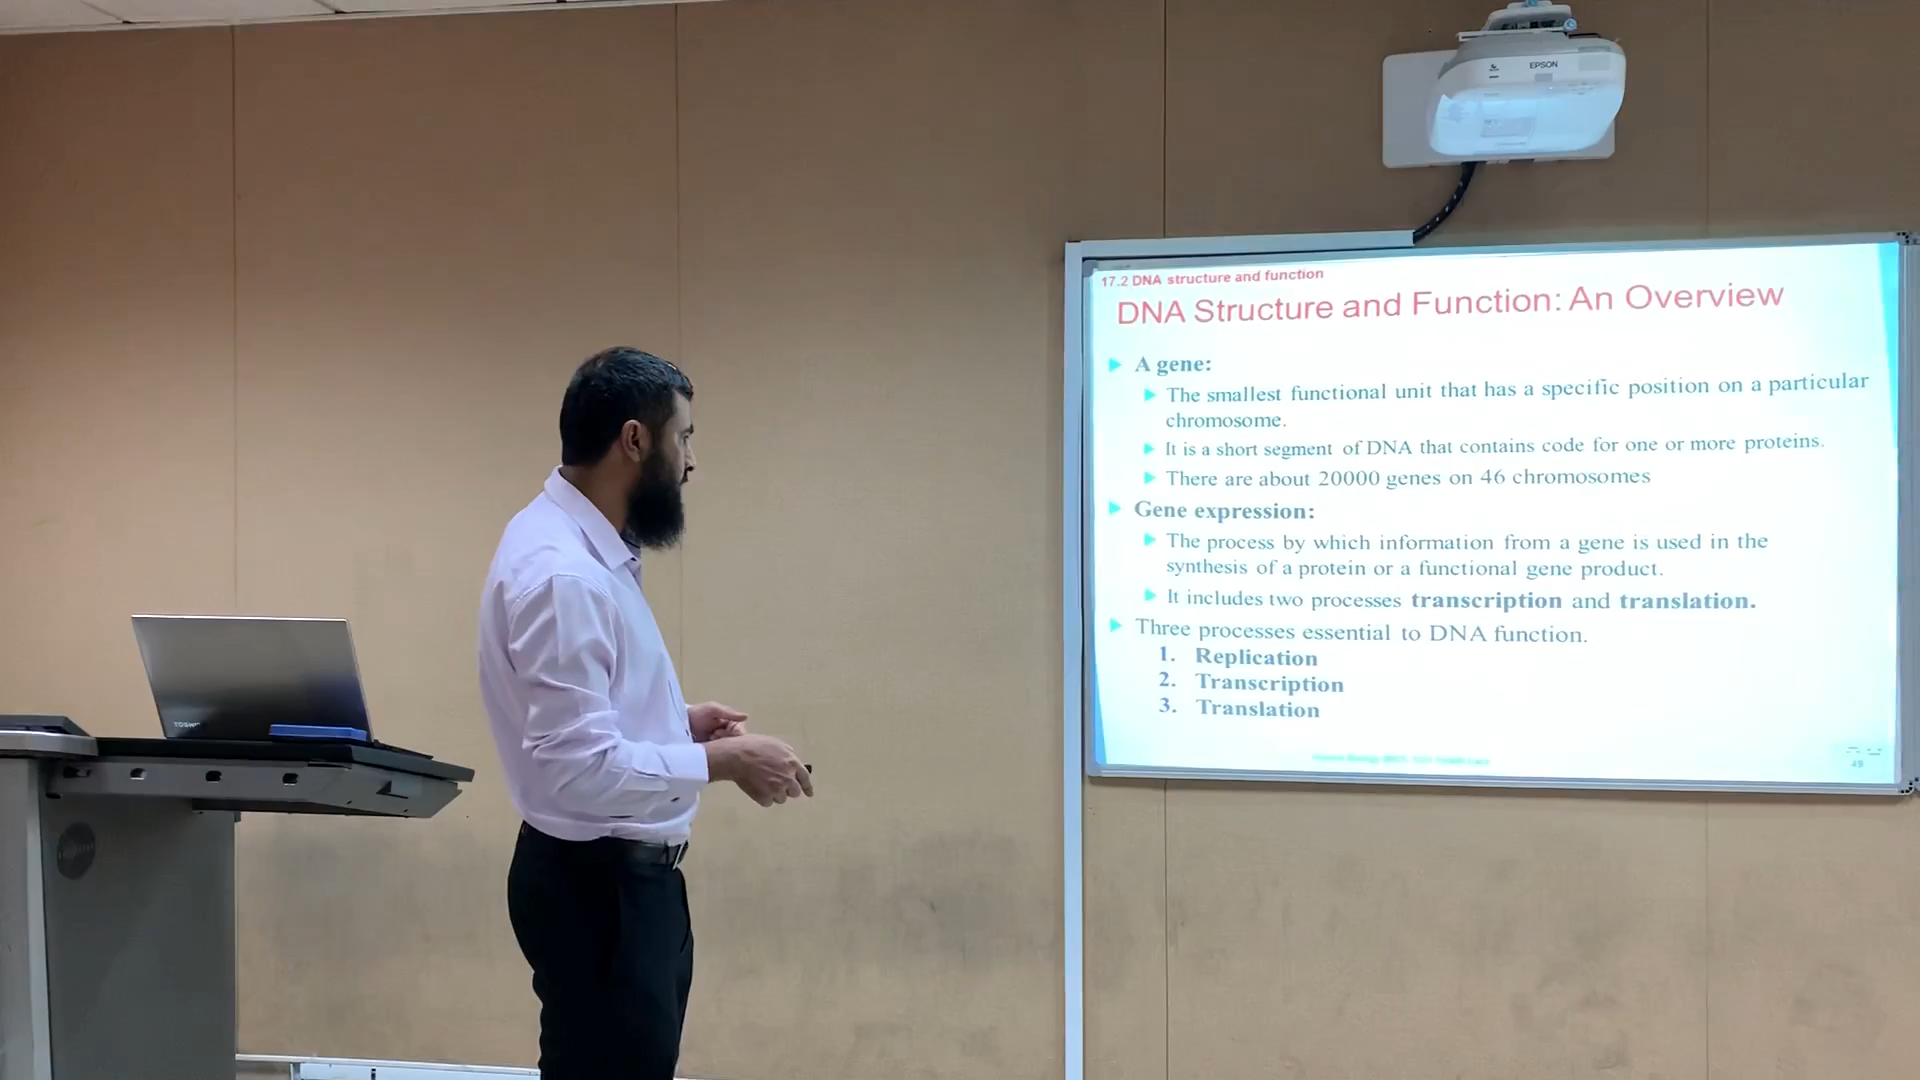 EPSON
17.2 DNA structure and function
DNA Structure and Function: An Overview
A gene:
The smallest functional unit that has a specific position on a particular
chromosome.
It is a short segment of DNA that contains code for one or more proteins.
There are about 20000 genes on 46 chromosomes
Gene expression:
The process by which information from a gene is used in the
synthesis of a protein or a functional gene product.
It includes two processes transcription and translation.
Three processes essential to DNA function.
1. Replication
2. Transcription
3. Translation
49